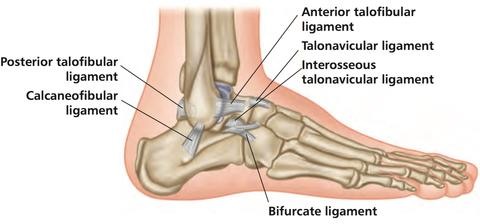 Anterior talofibular
ligament
Talonavicular ligament
Interosseous
talonavicular ligament
Posterior talofibular
ligament
Calcaneofibular
ligament
Bifurcate ligament